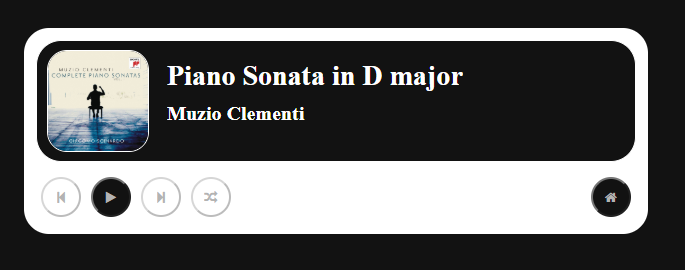 Piano Sonata in D major
Muzio Clementi
MUZIO CLEMENTI
COMPLETE PIANO SONATAS